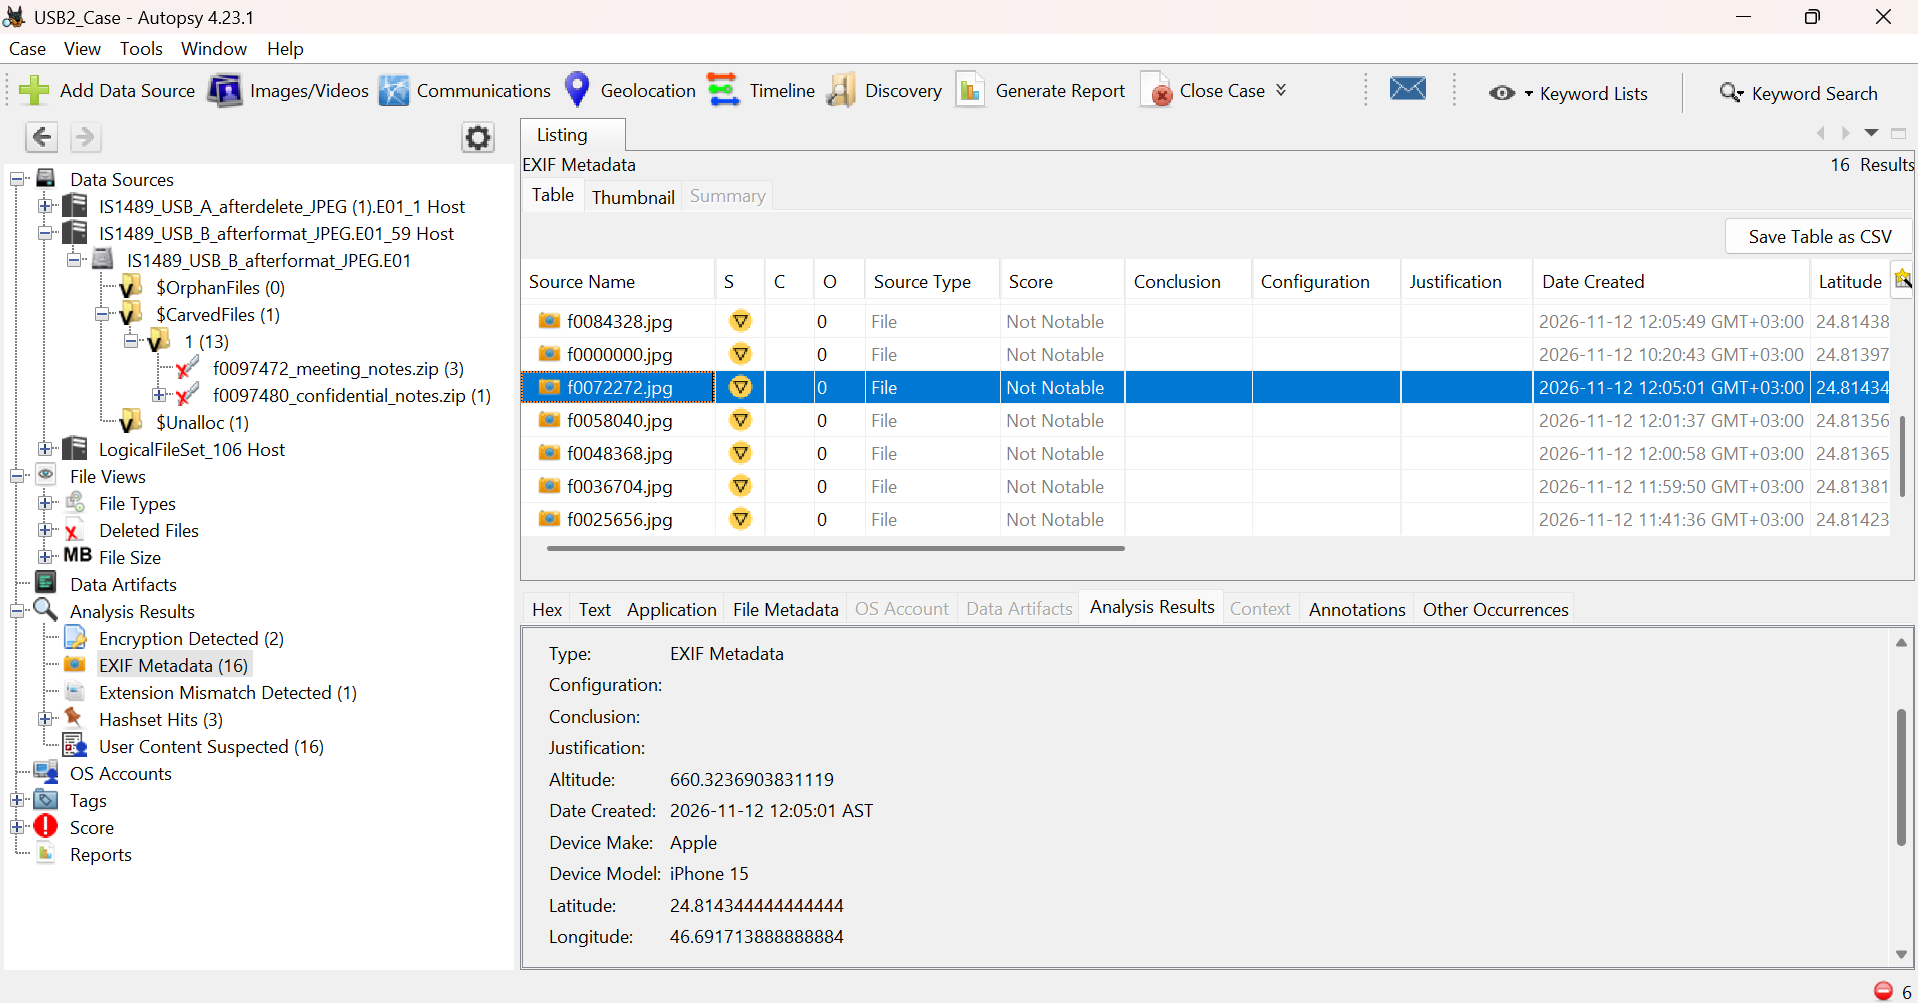 USB2_Case - Autopsy 4.23.1
Case View Tools Window Help
Add Data Source Images/Videos Communications Geolocation Timeline Discovery Generate Report Close Case Keyword Lists Keyword Search
Data Sources
IS1489_USB_A_afterdelete_JPEG (1).E01_1 Host
IS1489_USB_B_afterformat_JPEG.E01_59 Host
IS1489_USB_B_afterformat_JPEG.E01
$OrphanFiles (0)
$CarvedFiles (1)
1 (13)
f0097472_meeting_notes.zip (3)
f0097480_confidential_notes.zip (1)
$Unalloc (1)
LogicalFileSet_106 Host
File Views
File Types
Deleted Files
MB File Size
Data Artifacts
Analysis Results
Encryption Detected (2)
EXIF Metadata (16)
Extension Mismatch Detected (1)
Hashset Hits (3)
User Content Suspected (16)
OS Accounts
Tags
Score
Reports
Listing
EXIF Metadata 16 Results
Table Thumbnail Summary
Save Table as CSV
Source Name S C O Source Type Score Conclusion Configuration Justification Date Created Latitude
f0084328.jpg 0 File Not Notable 2026-11-12 12:05:49 GMT+03:00 24.81438
f0000000.jpg 0 File Not Notable 2026-11-12 10:20:43 GMT+03:00 24.81397
f0072272.jpg 0 File Not Notable 2026-11-12 12:05:01 GMT+03:00 24.81434
f0058040.jpg 0 File Not Notable 2026-11-12 12:01:37 GMT+03:00 24.81356
f0048368.jpg 0 File Not Notable 2026-11-12 12:00:58 GMT+03:00 24.81365
f0036704.jpg 0 File Not Notable 2026-11-12 11:59:50 GMT+03:00 24.81381
f0025656.jpg 0 File Not Notable 2026-11-12 11:41:36 GMT+03:00 24.81423
Hex Text Application File Metadata OS Account Data Artifacts Analysis Results Context Annotations Other Occurrences
Type: EXIF Metadata
Configuration:
Conclusion:
Justification:
Altitude: 660.3236903831119
Date Created: 2026-11-12 12:05:01 AST
Device Make: Apple
Device Model: iPhone 15
Latitude: 24.814344444444444
Longitude: 46.691713888888884
6